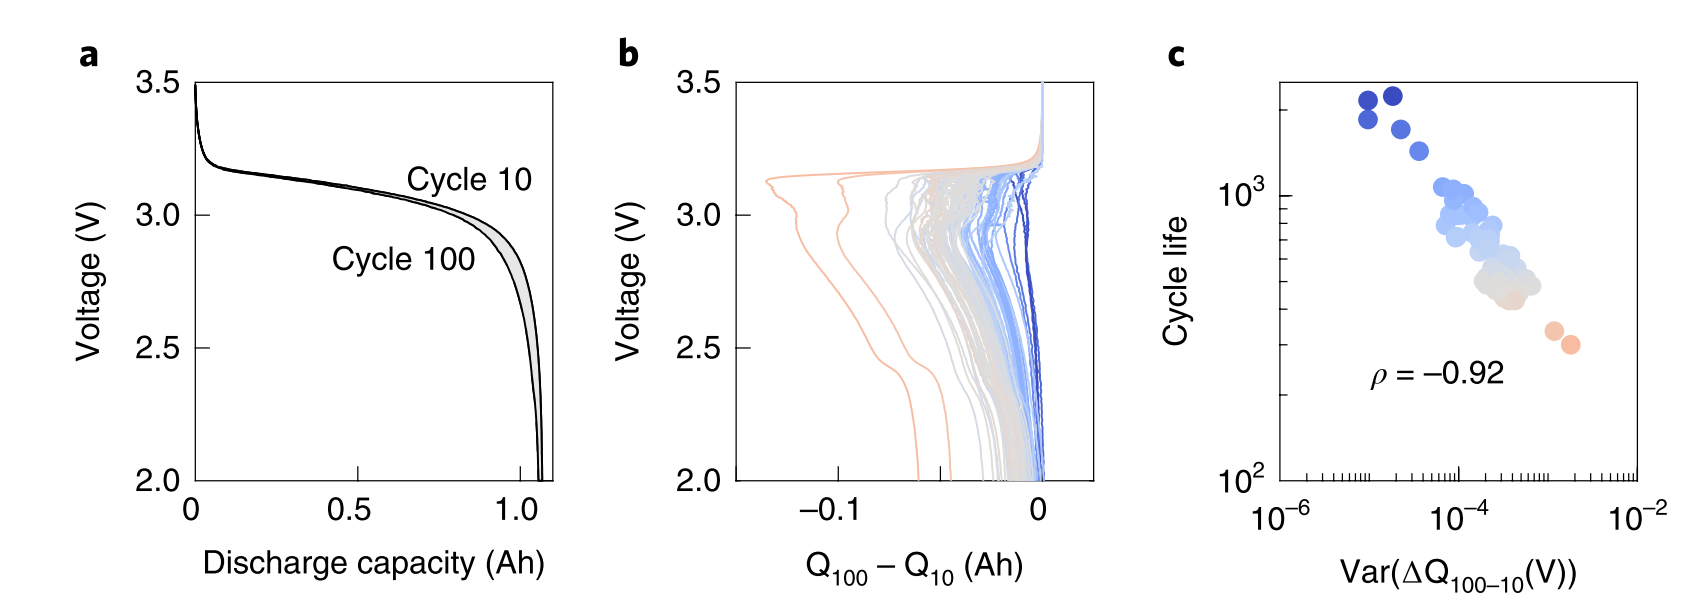 a
3.5
3.0
2.5
2.0
Voltage (V)
Cycle 10
Cycle 100
0
0.5
1.0
Discharge capacity (Ah)
b
3.5
3.0
2.5
2.0
Voltage (V)
–0.1
0
Q100 – Q10 (Ah)
c
10³
10²
Cycle life
ρ = –0.92
10⁻⁶
10⁻⁴
10⁻²
Var(ΔQ100–10(V))